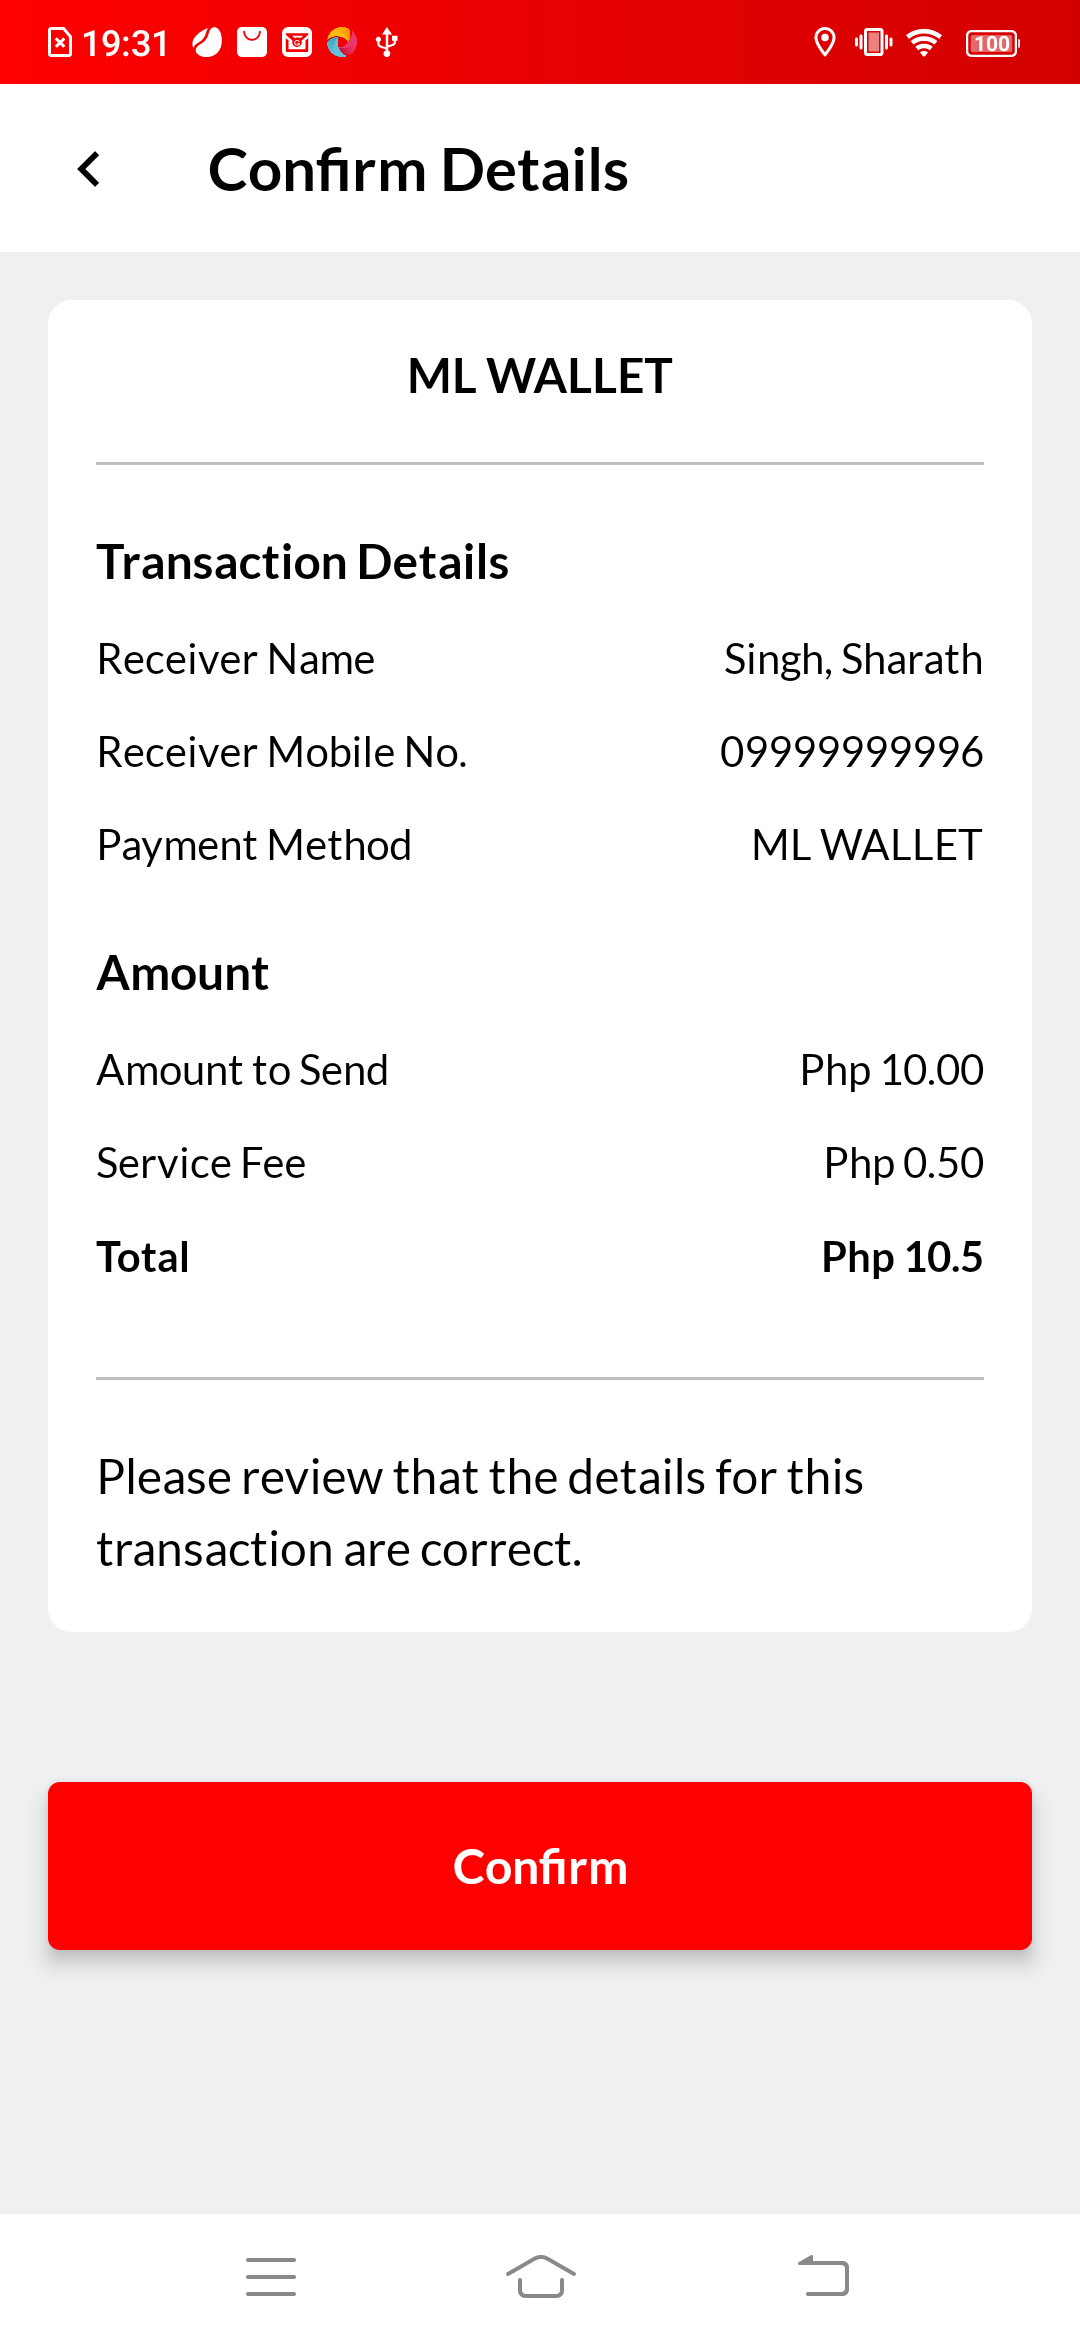 19:31
100
Confirm Details
ML WALLET
Transaction Details
Receiver Name Singh, Sharath
Receiver Mobile No. 09999999996
Payment Method ML WALLET
Amount
Amount to Send Php 10.00
Service Fee Php 0.50
Total Php 10.5
Please review that the details for this
transaction are correct.
Confirm